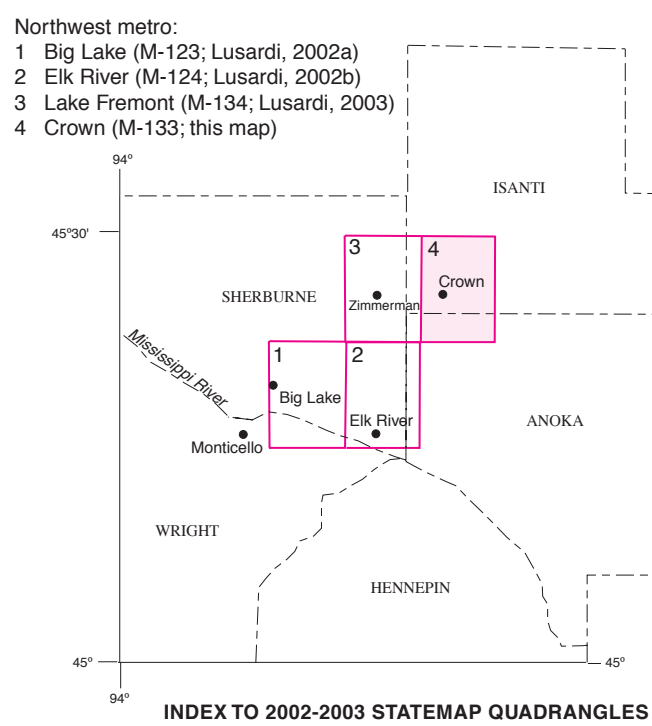 Northwest metro:
1 Big Lake (M-123; Lusardi, 2002a)
2 Elk River (M-124; Lusardi, 2002b)
3 Lake Fremont (M-134; Lusardi, 2003)
4 Crown (M-133; this map)
94°
ISANTI
45°30'
3
4
SHERBURNE
Zimmerman
Crown
Mississippi River
1
2
Big Lake
Elk River
ANOKA
Monticello
WRIGHT
HENNEPIN
45°
45°
94°
INDEX TO 2002-2003 STATEMAP QUADRANGLES